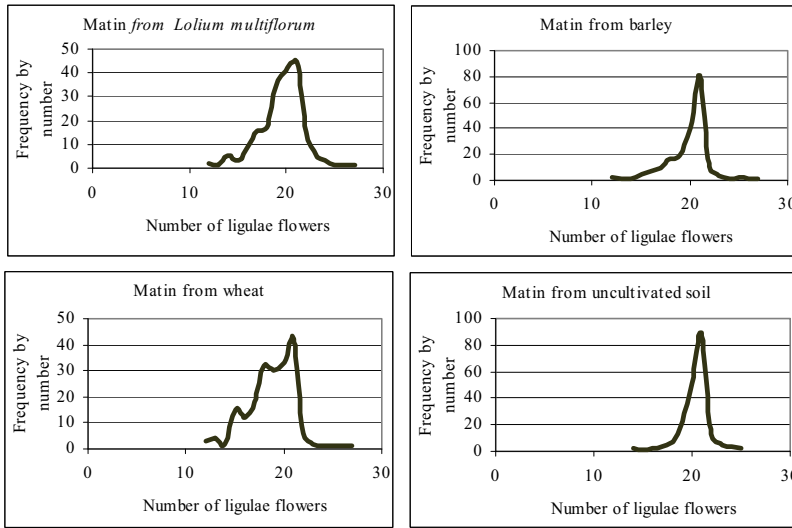 Matin from Lolium multiflorum
Frequency by
number
50
40
30
20
10
0
0
10
20
30
Number of ligulae flowers
Matin from barley
Frequency by
number
100
80
60
40
20
0
0
10
20
30
Number of ligulae flowers
Matin from wheat
Frequency by
number
50
40
30
20
10
0
0
10
20
30
Number of ligulae flowers
Matin from uncultivated soil
Frequency by
number
100
80
60
40
20
0
0
10
20
30
Number of ligulae flowers